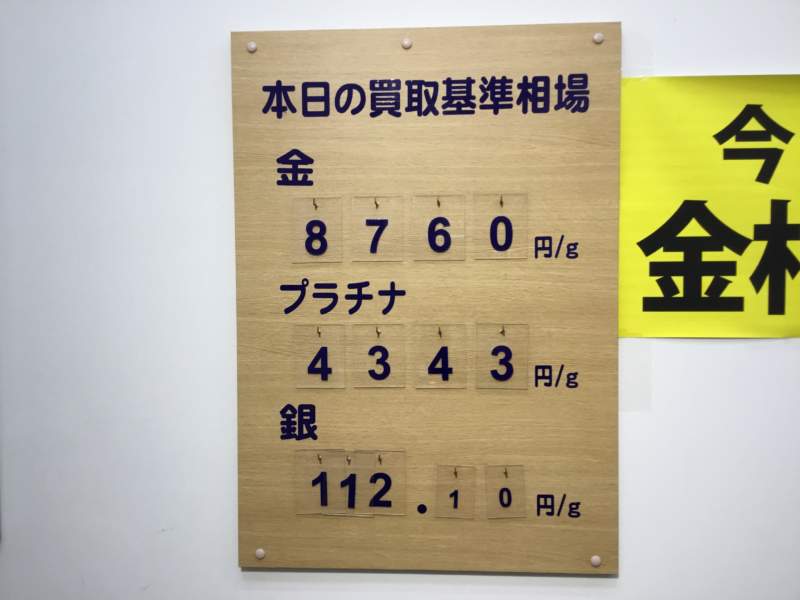 本日の買取基準相場
金
8760円/g
プラチナ
4343円/g
銀
112.10円/g
今
金